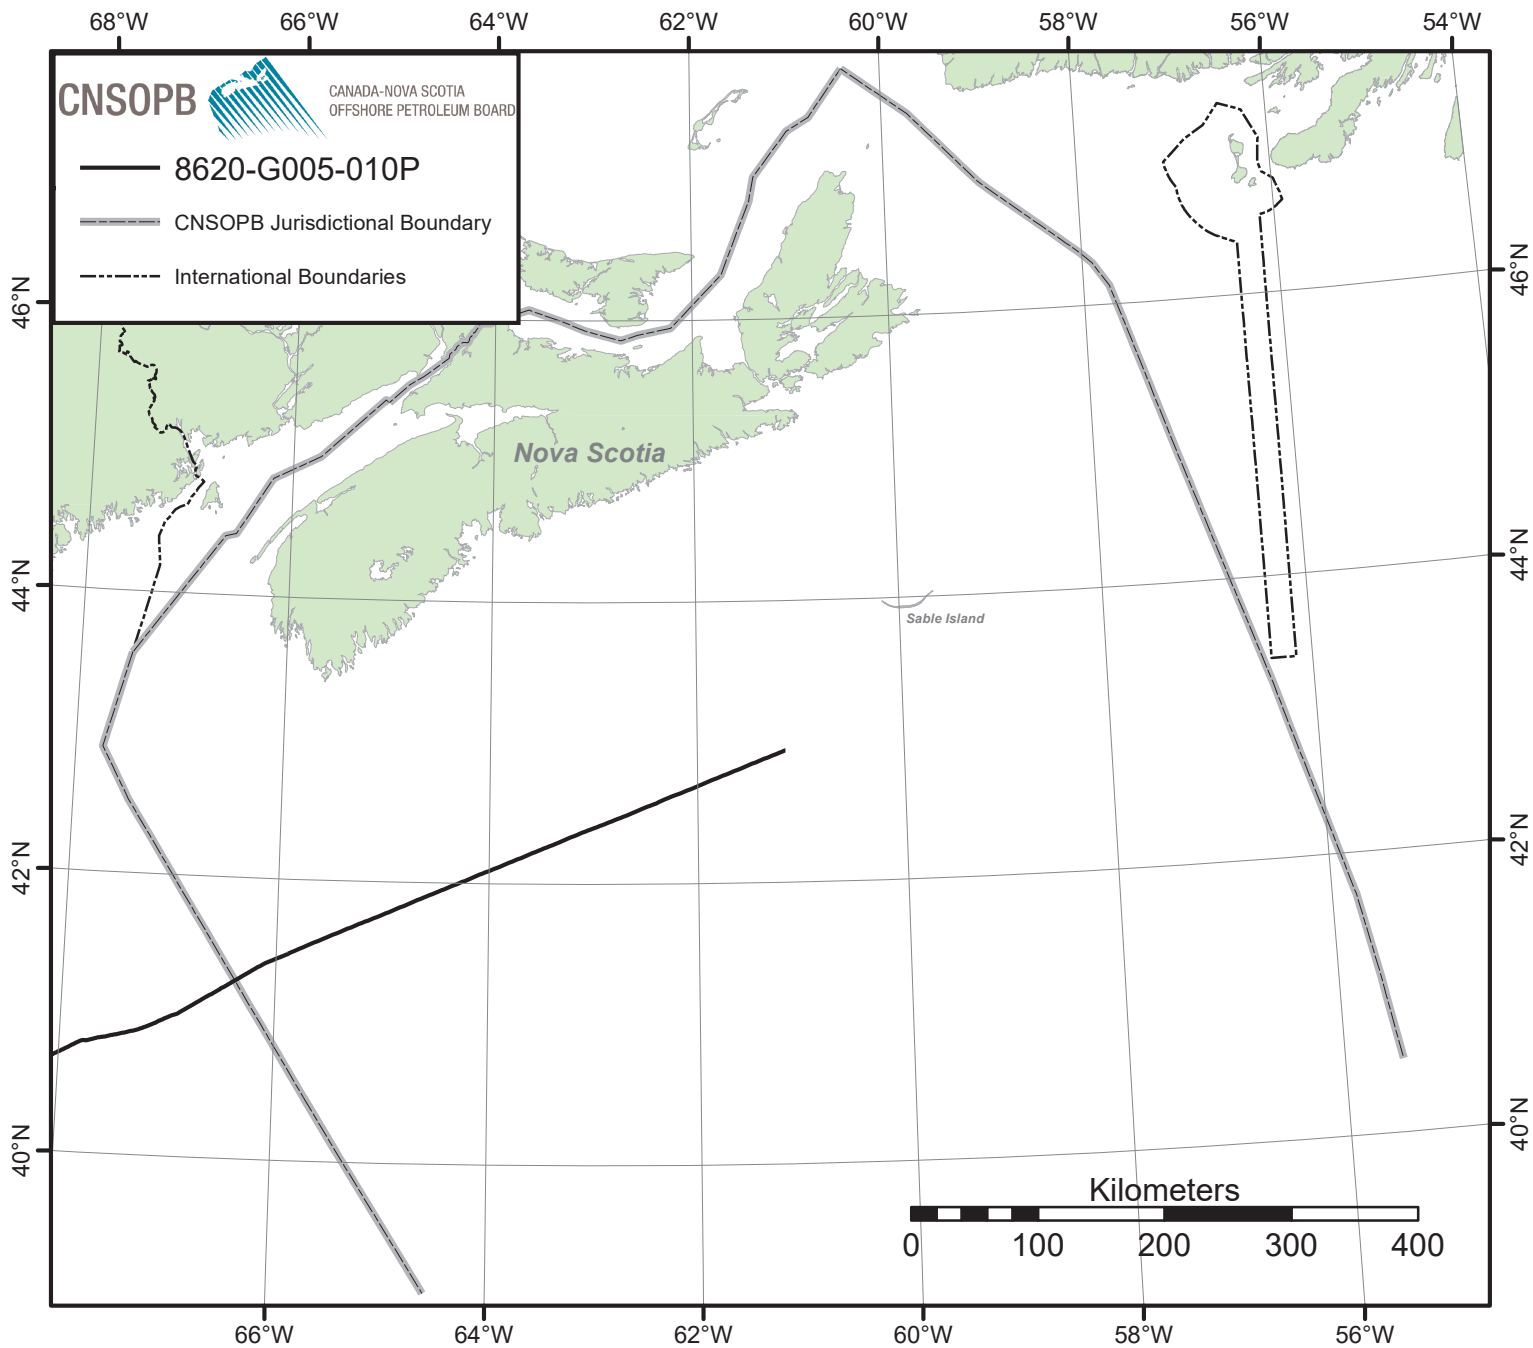 68°W 66°W 64°W 62°W 60°W 58°W 56°W 54°W
CNSOPB
CANADA-NOVA SCOTIA
OFFSHORE PETROLEUM BOARD
8620-G005-010P
CNSOPB Jurisdictional Boundary
International Boundaries
46°N
46°N
Nova Scotia
44°N
44°N
Sable Island
42°N
42°N
40°N
40°N
Kilometers
0 100 200 300 400
66°W 64°W 62°W 60°W 58°W 56°W